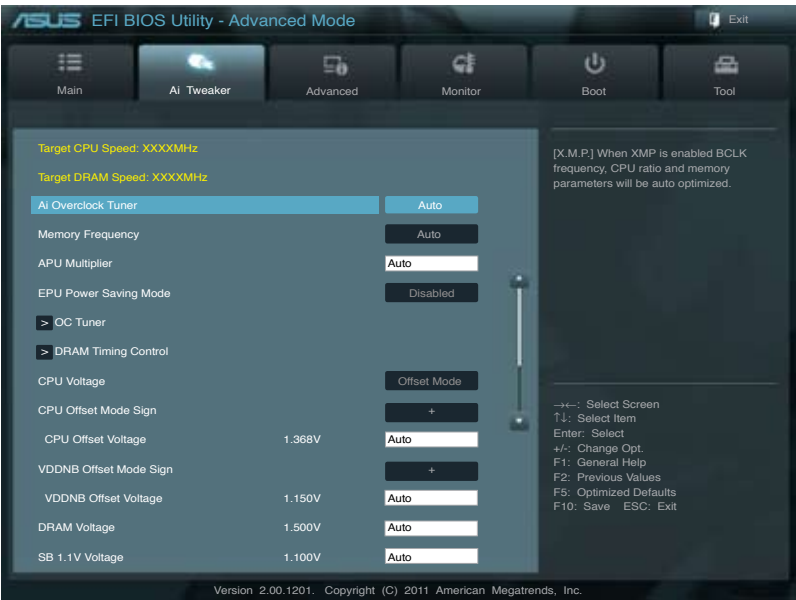 ASUS EFI BIOS Utility - Advanced Mode
Exit
Main Ai Tweaker Advanced Monitor Boot Tool
Target CPU Speed: XXXXMHz
Target DRAM Speed: XXXXMHz
Ai Overclock Tuner Auto
Memory Frequency Auto
APU Multiplier Auto
EPU Power Saving Mode Disabled
> OC Tuner
> DRAM Timing Control
CPU Voltage Offset Mode
CPU Offset Mode Sign +
CPU Offset Voltage 1.368V Auto
VDDNB Offset Mode Sign +
VDDNB Offset Voltage 1.150V Auto
DRAM Voltage 1.500V Auto
SB 1.1V Voltage 1.100V Auto
[X.M.P.] When XMP is enabled BCLK
frequency, CPU ratio and memory
parameters will be auto optimized.
→←: Select Screen
↑↓: Select Item
Enter: Select
+/-: Change Opt.
F1: General Help
F2: Previous Values
F5: Optimized Defaults
F10: Save ESC: Exit
Version 2.00.1201. Copyright (C) 2011 American Megatrends, Inc.